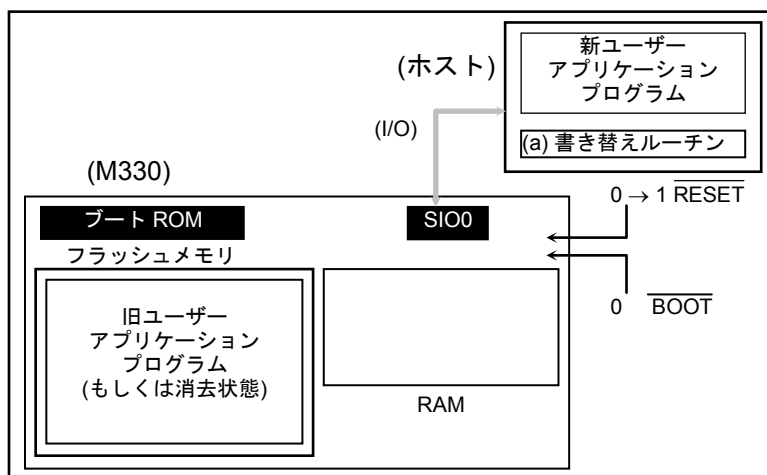 (ホスト)
新ユーザー
アプリケーション
プログラム
(a) 書き替えルーチン
(I/O)
(M330)
0 → 1 RESET
ブート ROM
SIO0
フラッシュメモリ
旧ユーザー
アプリケーション
プログラム
(もしくは消去状態)
0 BOOT
RAM